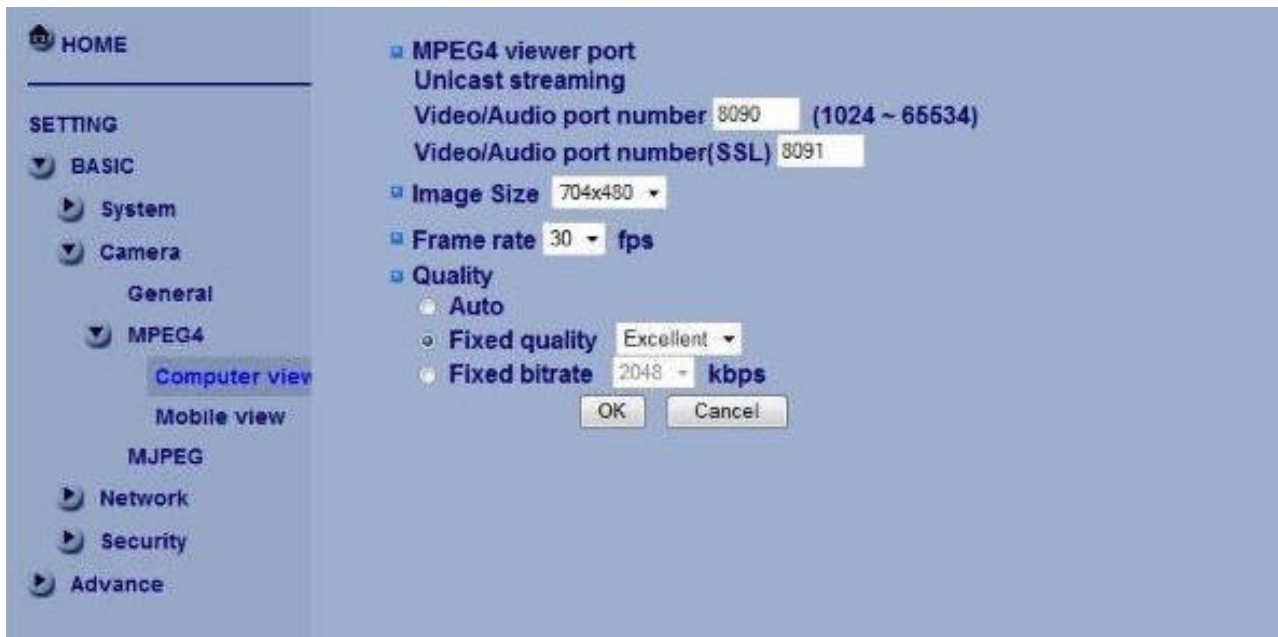 HOME
SETTING
BASIC
System
Camera
General
MPEG4
Computer view
Mobile view
MJPEG
Network
Security
Advance
MPEG4 viewer port
Unicast streaming
Video/Audio port number 8090 (1024 ~ 65534)
Video/Audio port number(SSL) 8091
Image Size 704x480
Frame rate 30 fps
Quality
Auto
Fixed quality Excellent
Fixed bitrate 2048 kbps
OK Cancel